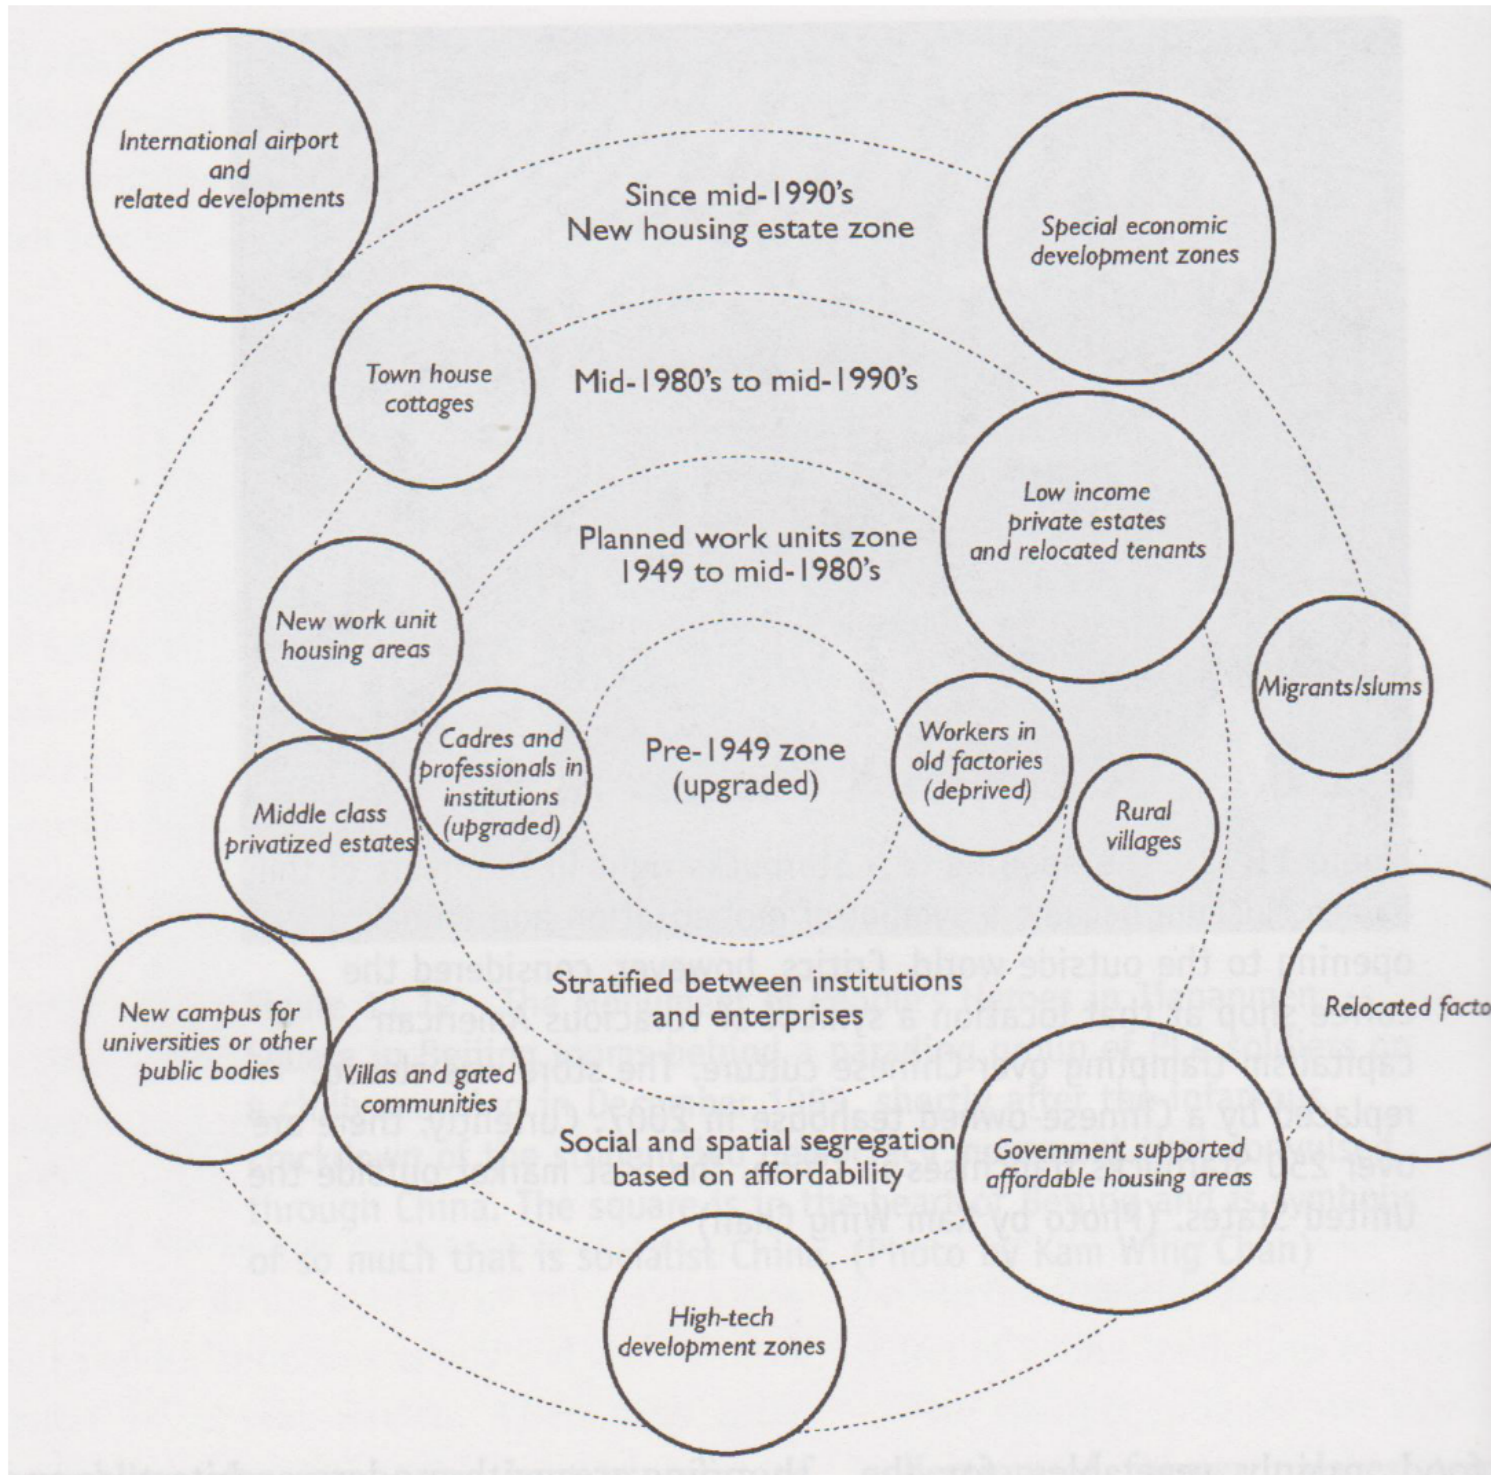 International airport
and
related developments
Since mid-1990's
New housing estate zone
Special economic
development zones
Town house
cottages
Mid-1980's to mid-1990's
Low income
private estates
and relocated tenants
Planned work units zone
1949 to mid-1980's
New work unit
housing areas
Migrants/slums
Cadres and
professionals in
institutions
(upgraded)
Pre-1949 zone
(upgraded)
Workers in
old factories
(deprived)
Rural
villages
Middle class
privatized estates
Stratified between institutions
and enterprises
New campus for
universities or other
public bodies
Relocated facto
Villas and gated
communities
Social and spatial segregation
based on affordability
Government supported
affordable housing areas
High-tech
development zones